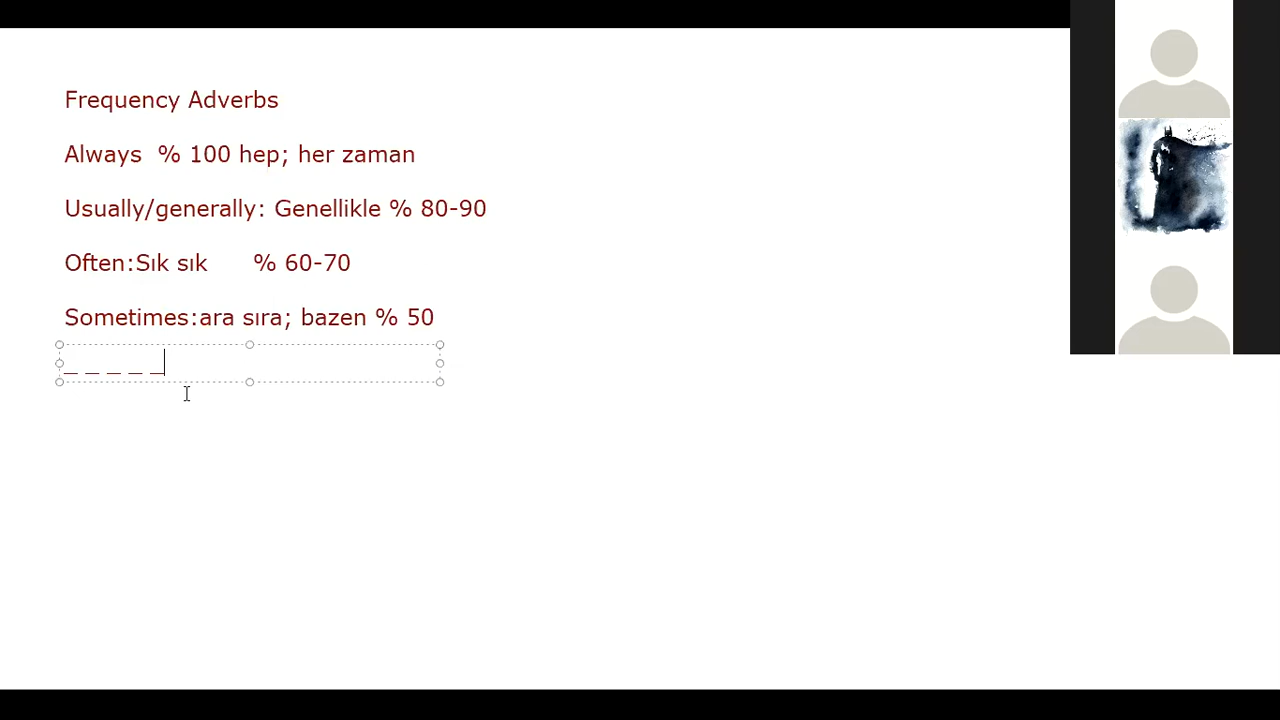 Frequency Adverbs
Always % 100 hep; her zaman
Usually/generally: Genellikle % 80-90
Often:Sık sık % 60-70
Sometimes:ara sıra; bazen % 50
_ _ _ _ _